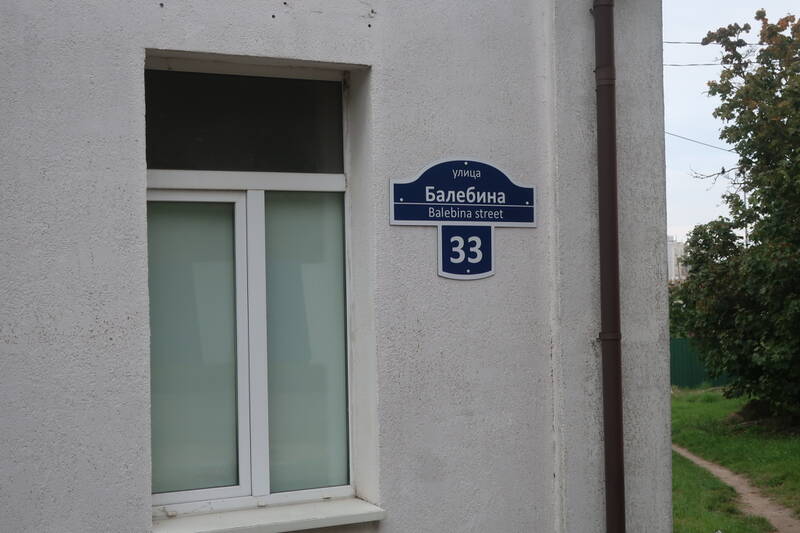 улица
Балебина
Balebina street
33